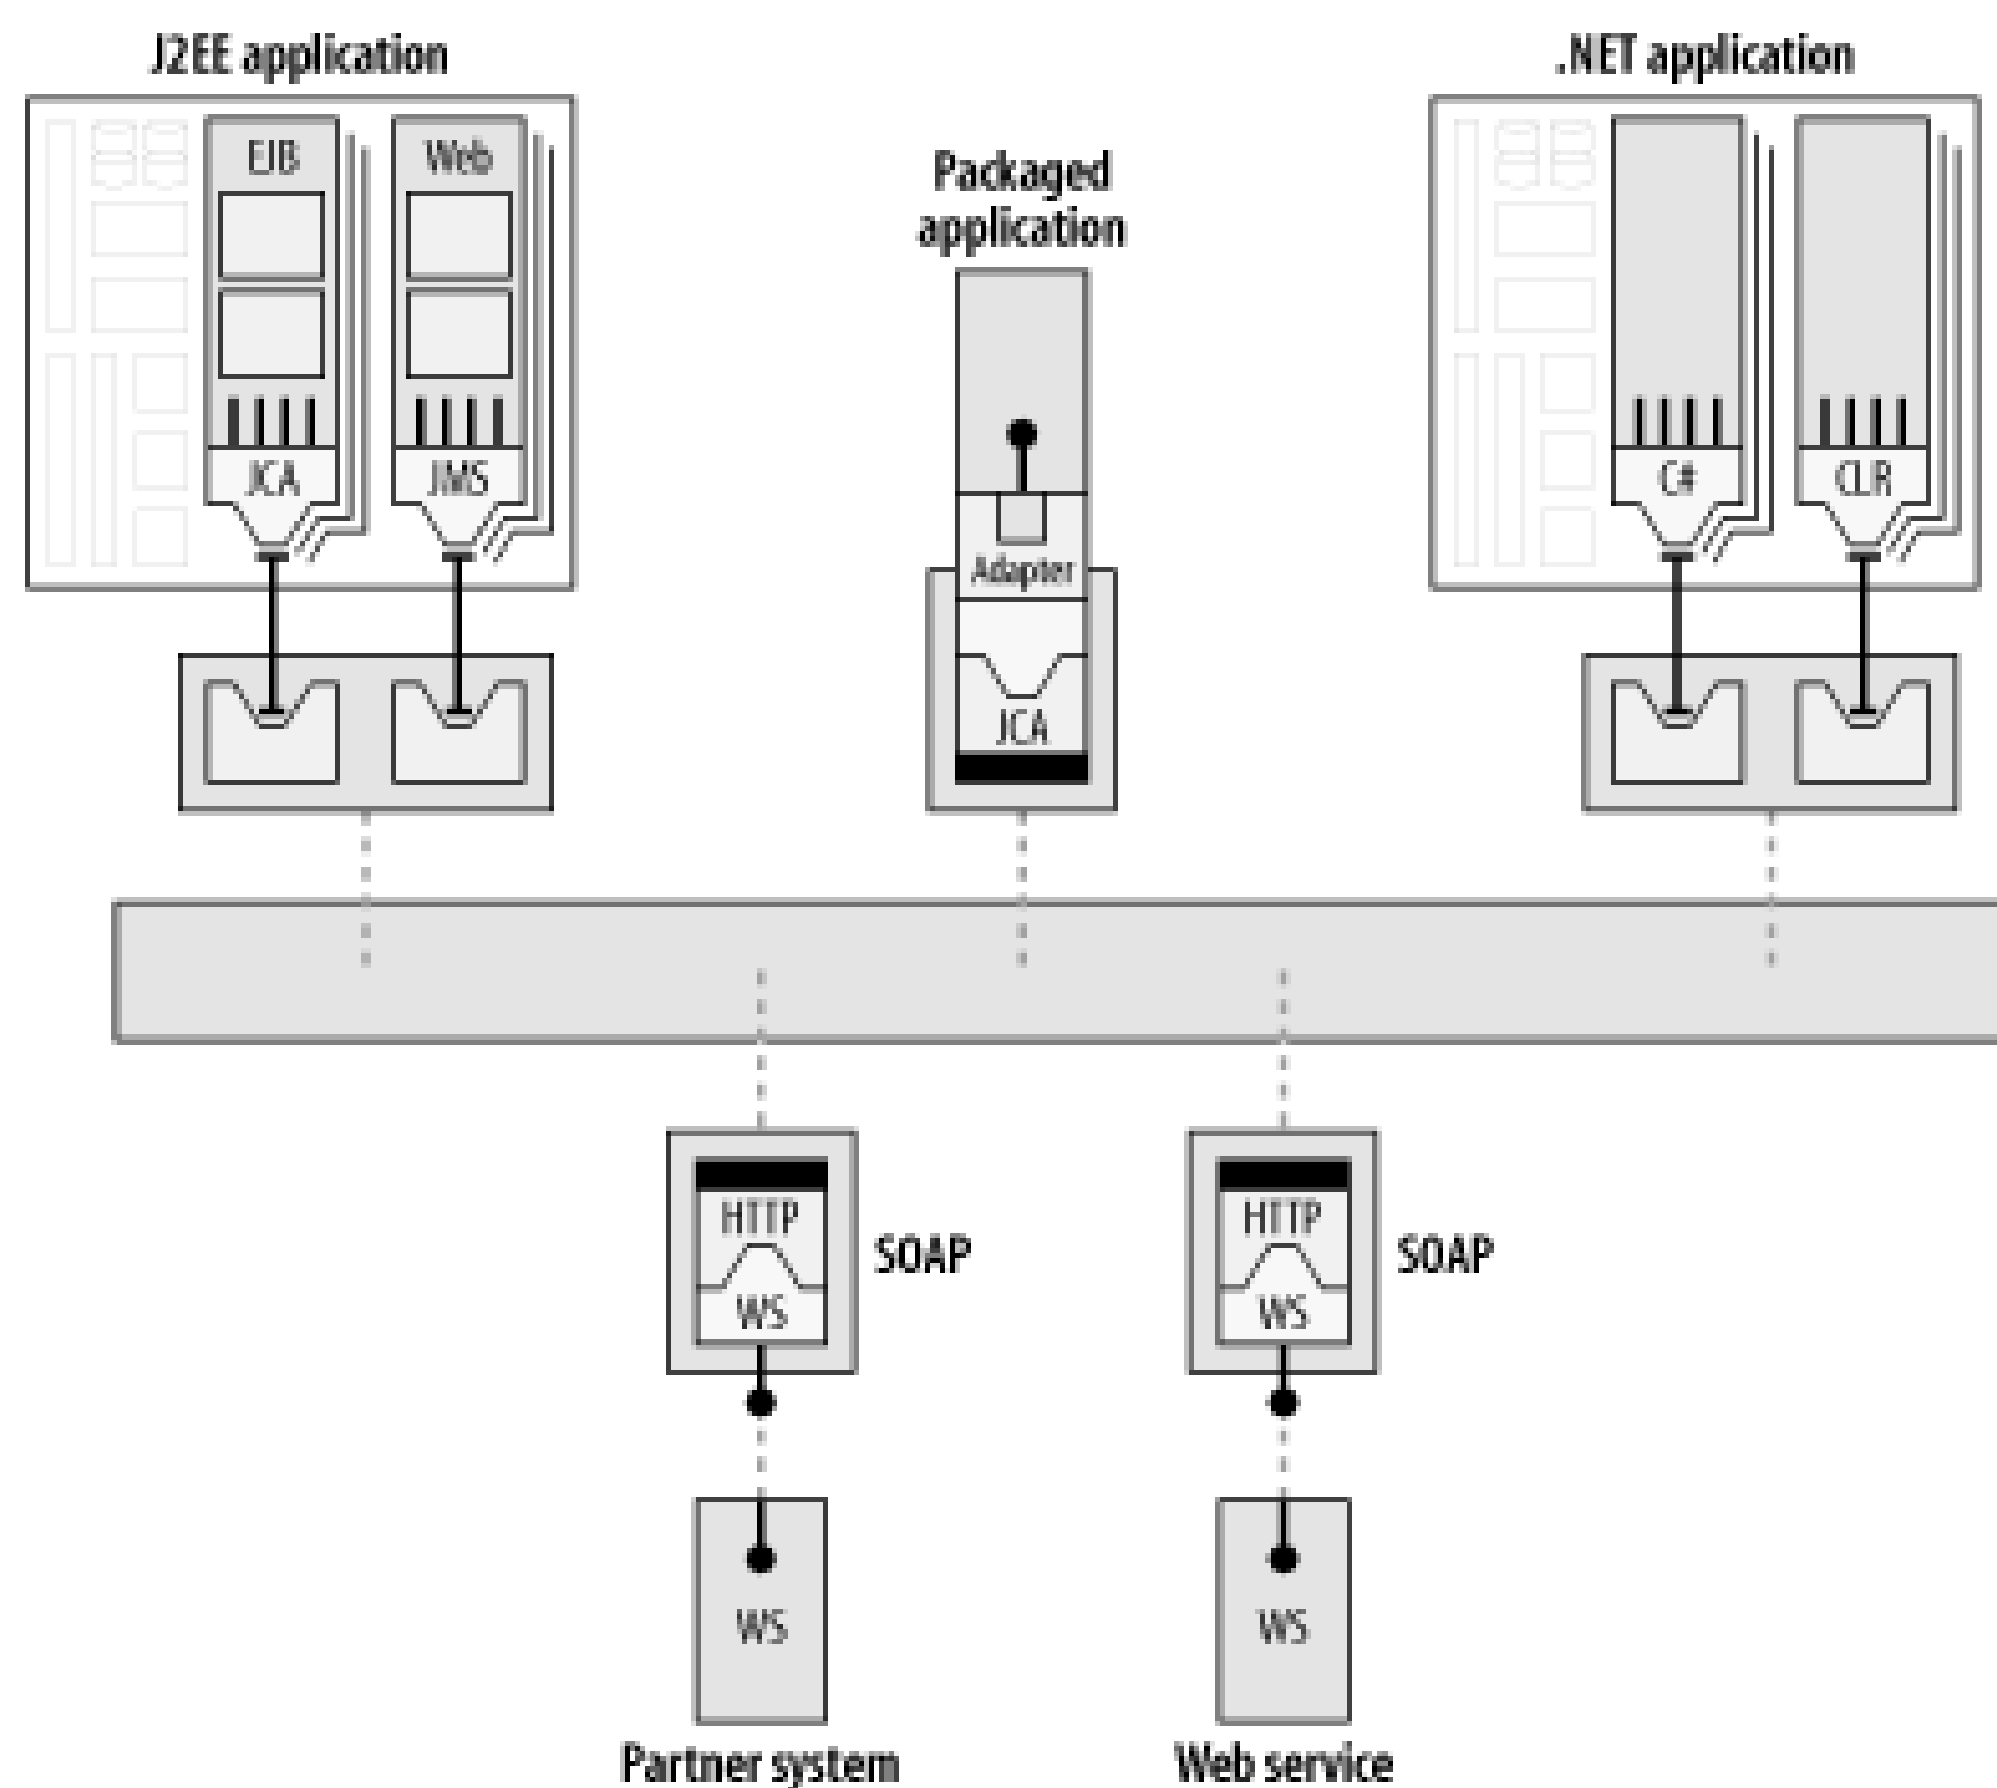 J2EE application
.NET application
EJB
Web
Packaged
application
JCA
JMS
C#
CLR
Adapter
JCA
HTTP
SOAP
WS
HTTP
SOAP
WS
WS
WS
Partner system
Web service